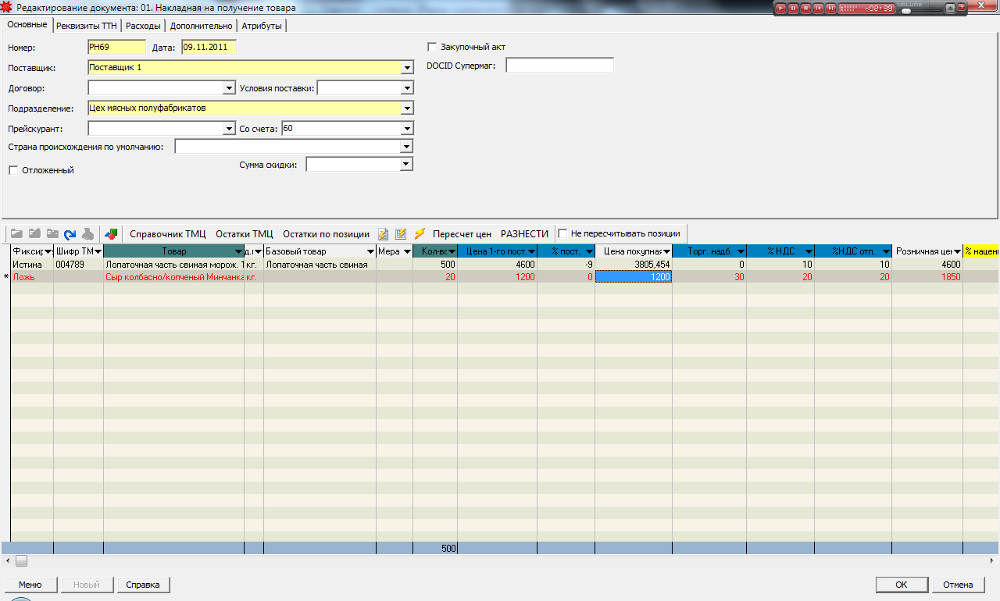 Редактирование документа: 01. Накладная на получение товара
-02:39 VOLUME
Основные Реквизиты ТТН Расходы Дополнительно Атрибуты
Номер: РН69 Дата: 09.11.2011 Закупочный акт
Поставщик: Поставщик 1 DOCID Супермаг:
Договор: Условия поставки:
Подразделение: Цех мясных полуфабрикатов
Прейскурант: Со счета: 60
Страна происхождения по умолчанию:
Сумма скидки:
Отложенный
Справочник ТМЦ Остатки ТМЦ Остатки по позиции Пересчет цен РАЗНЕСТИ Не пересчитывать позиции
Фиксир Шифр ТМ Товар д.и Базовый товар Мера Кол-вс Цена 1-го пост. % пост. Цена покупная Торг. надб. % НДС %НДС отп. Розничная цен % нацен
Истина 004789 Лопаточная часть свиная морож. 1 кг. Лопаточная часть свиная 500 4600 -9 3805,454 0 10 10 4600
* Ложь Сыр колбасно/копченый Минчанка кг. 20 1200 0 1200 30 20 20 1850
500
Меню Новый Справка OK Отмена